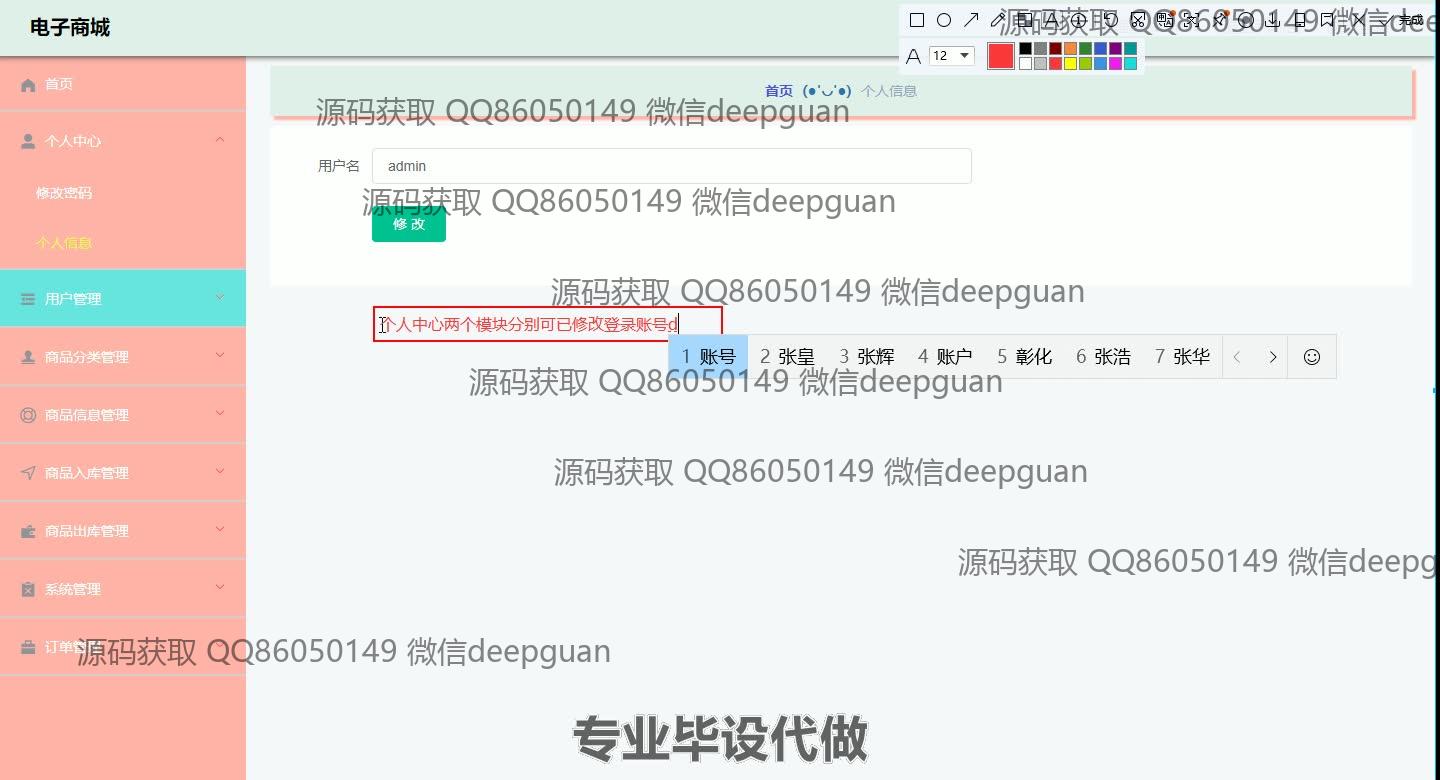 电子商城
完成
12
首页
个人中心
修改密码
个人信息
用户管理
商品分类管理
商品信息管理
商品入库管理
商品出库管理
系统管理
首页 (●'◡'●) 个人信息
用户名 admin
修 改
个人中心两个模块分别可已修改登录账号d
1 账号 2 张皇 3 张辉 4 账户 5 彰化 6 张浩 7 张华
源码获取 QQ86050149 微信deepguan
源码获取 QQ86050149 微信deepguan
源码获取 QQ86050149 微信deepguan
源码获取 QQ86050149 微信deepguan
源码获取 QQ86050149 微信deepguan
源码获取 QQ86050149 微信deepg
源码获取 QQ86050149 微信deepguan
源码获取 QQ86050149 微信dee
专业毕设代做